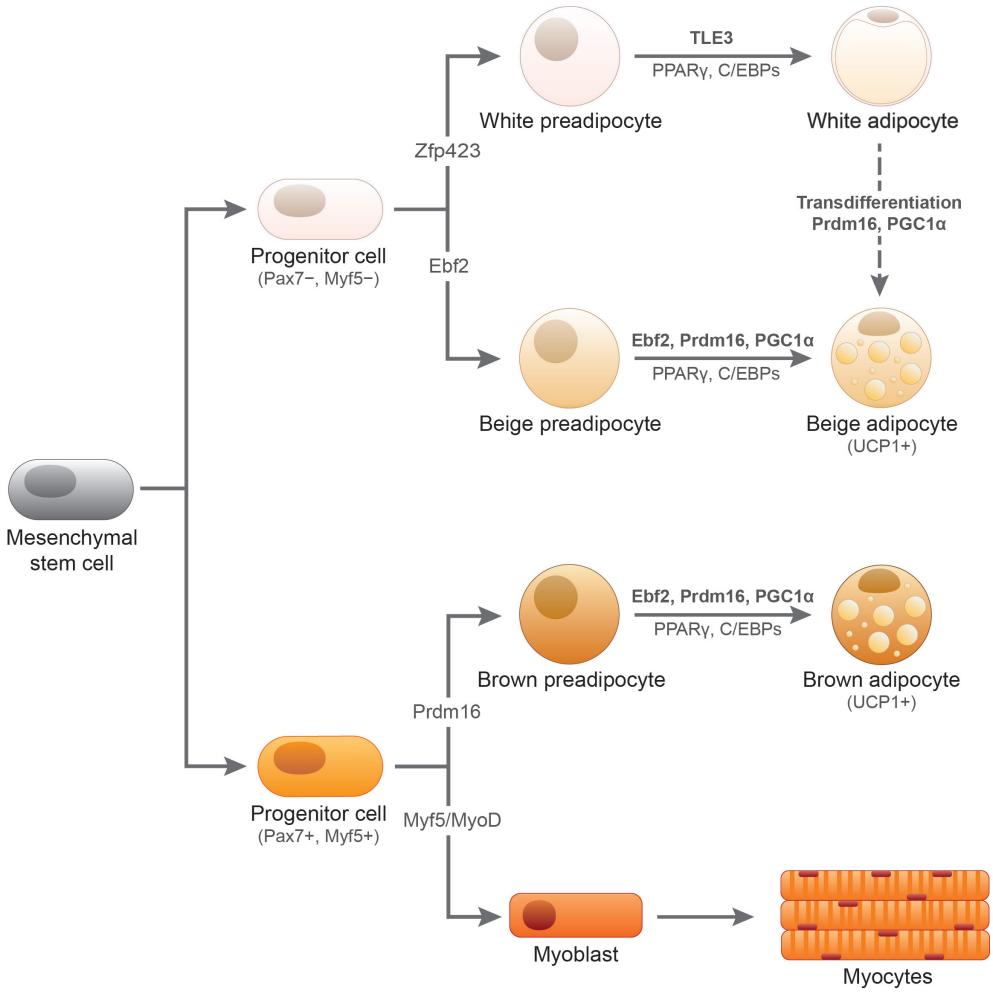 TLE3
PPARγ, C/EBPs
White preadipocyte
White adipocyte
Zfp423
Transdifferentiation
Prdm16, PGC1α
Progenitor cell
(Pax7−, Myf5−)
Ebf2
Ebf2, Prdm16, PGC1α
PPARγ, C/EBPs
Beige preadipocyte
Beige adipocyte
(UCP1+)
Mesenchymal
stem cell
Ebf2, Prdm16, PGC1α
PPARγ, C/EBPs
Brown preadipocyte
Brown adipocyte
(UCP1+)
Prdm16
Progenitor cell
(Pax7+, Myf5+)
Myf5/MyoD
Myoblast
Myocytes